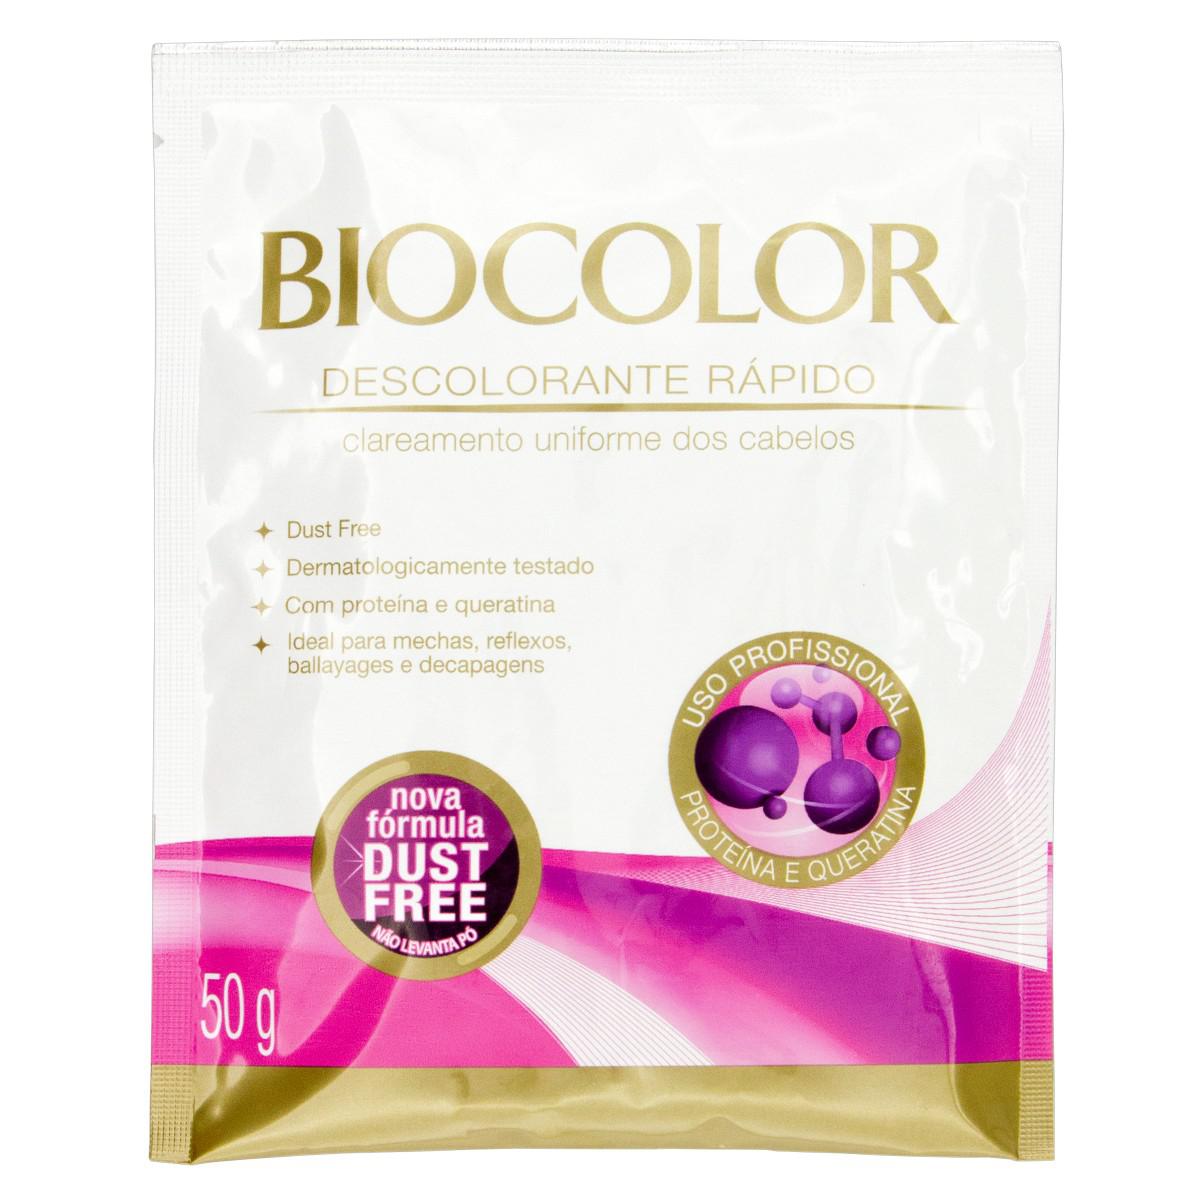 BIOCOLOR
DESCOLORANTE RÁPIDO
clareamento uniforme dos cabelos
Dust Free
Dermatologicamente testado
Com proteína e queratina
Ideal para mechas, reflexos,
ballayages e decapagens
USO PROFISSIONAL
PROTEÍNA E QUERATINA
nova
fórmula
DUST
FREE
NÃO LEVANTA PÓ
50 g